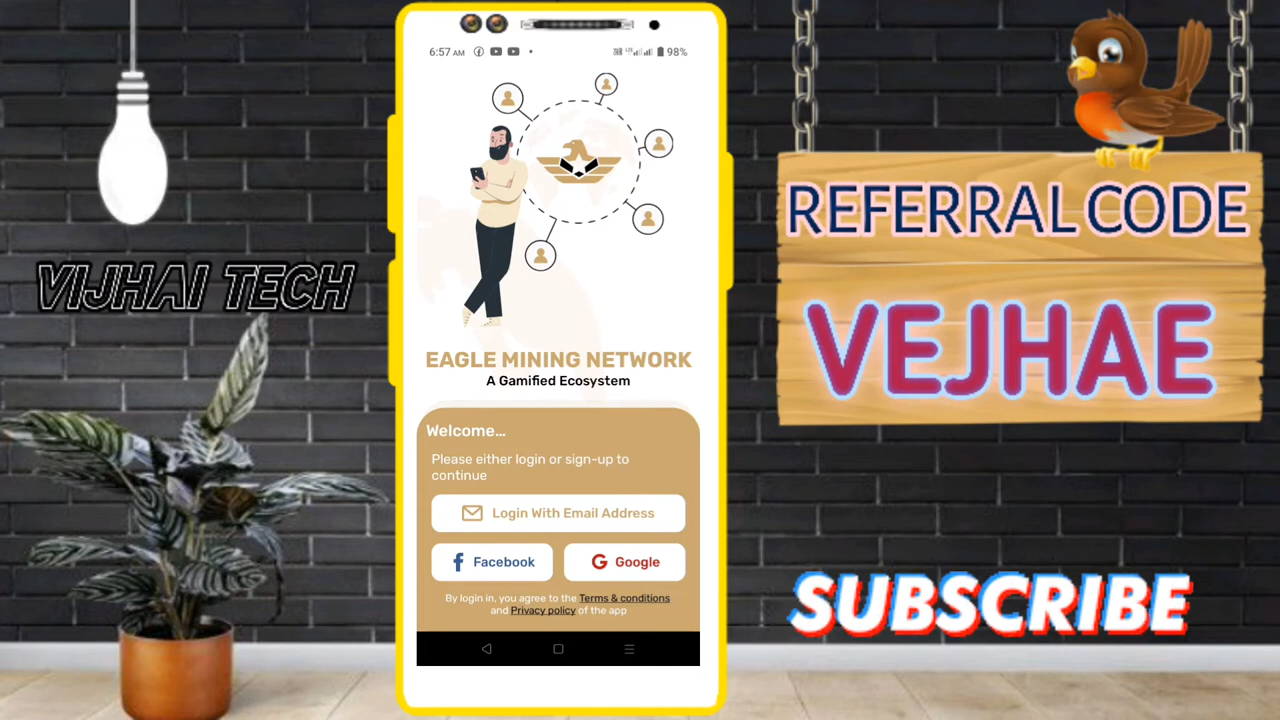 VIJHAI TECH
6:57 AM
98%
EAGLE MINING NETWORK
A Gamified Ecosystem
Welcome...
Please either login or sign-up to
continue
Login With Email Address
Facebook
Google
By login in, you agree to the Terms & conditions
and Privacy policy of the app
REFERRAL CODE
VEJHAE
SUBSCRIBE